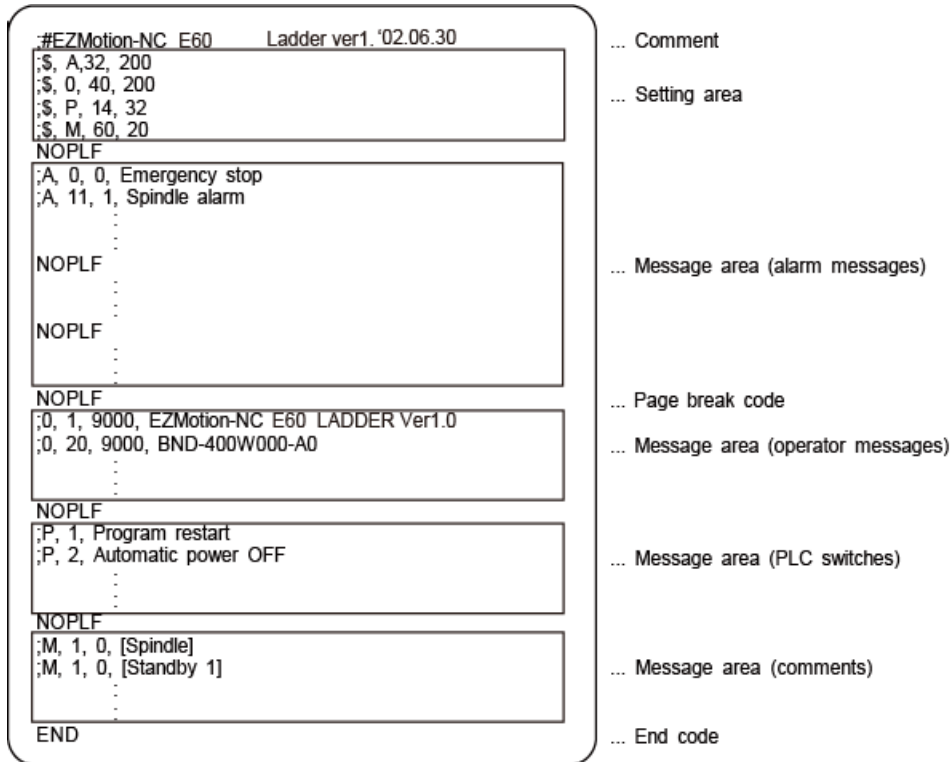 ;#EZMotion-NC E60 Ladder ver1. '02.06.30 ... Comment
;$, A,32, 200
;$, 0, 40, 200
... Setting area
;$, P, 14, 32
;$, M, 60, 20
NOPLF
;A, 0, 0, Emergency stop
;A, 11, 1, Spindle alarm
:
:
:
NOPLF ... Message area (alarm messages)
:
:
:
NOPLF
:
:
:
NOPLF ... Page break code
;0, 1, 9000, EZMotion-NC E60 LADDER Ver1.0
;0, 20, 9000, BND-400W000-A0 ... Message area (operator messages)
:
:
:
NOPLF
;P, 1, Program restart
;P, 2, Automatic power OFF ... Message area (PLC switches)
:
:
:
NOPLF
;M, 1, 0, [Spindle]
;M, 1, 0, [Standby 1] ... Message area (comments)
:
:
:
END ... End code